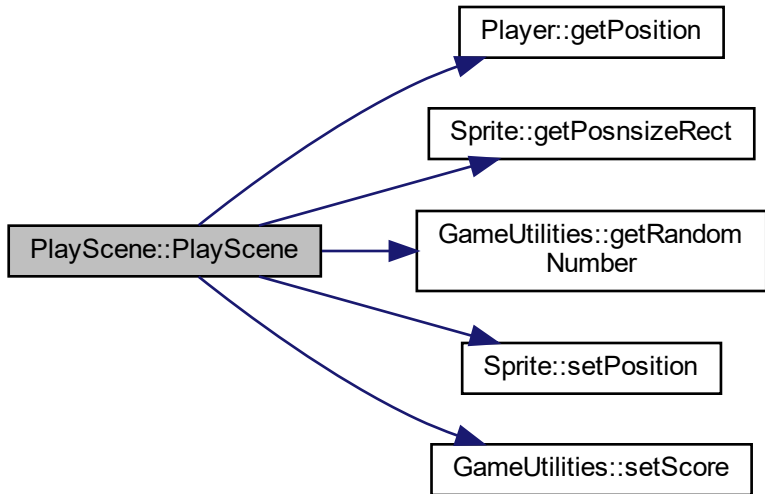 Player::getPosition
Sprite::getPosnsizeRect
PlayScene::PlayScene
GameUtilities::getRandom
Number
Sprite::setPosition
GameUtilities::setScore